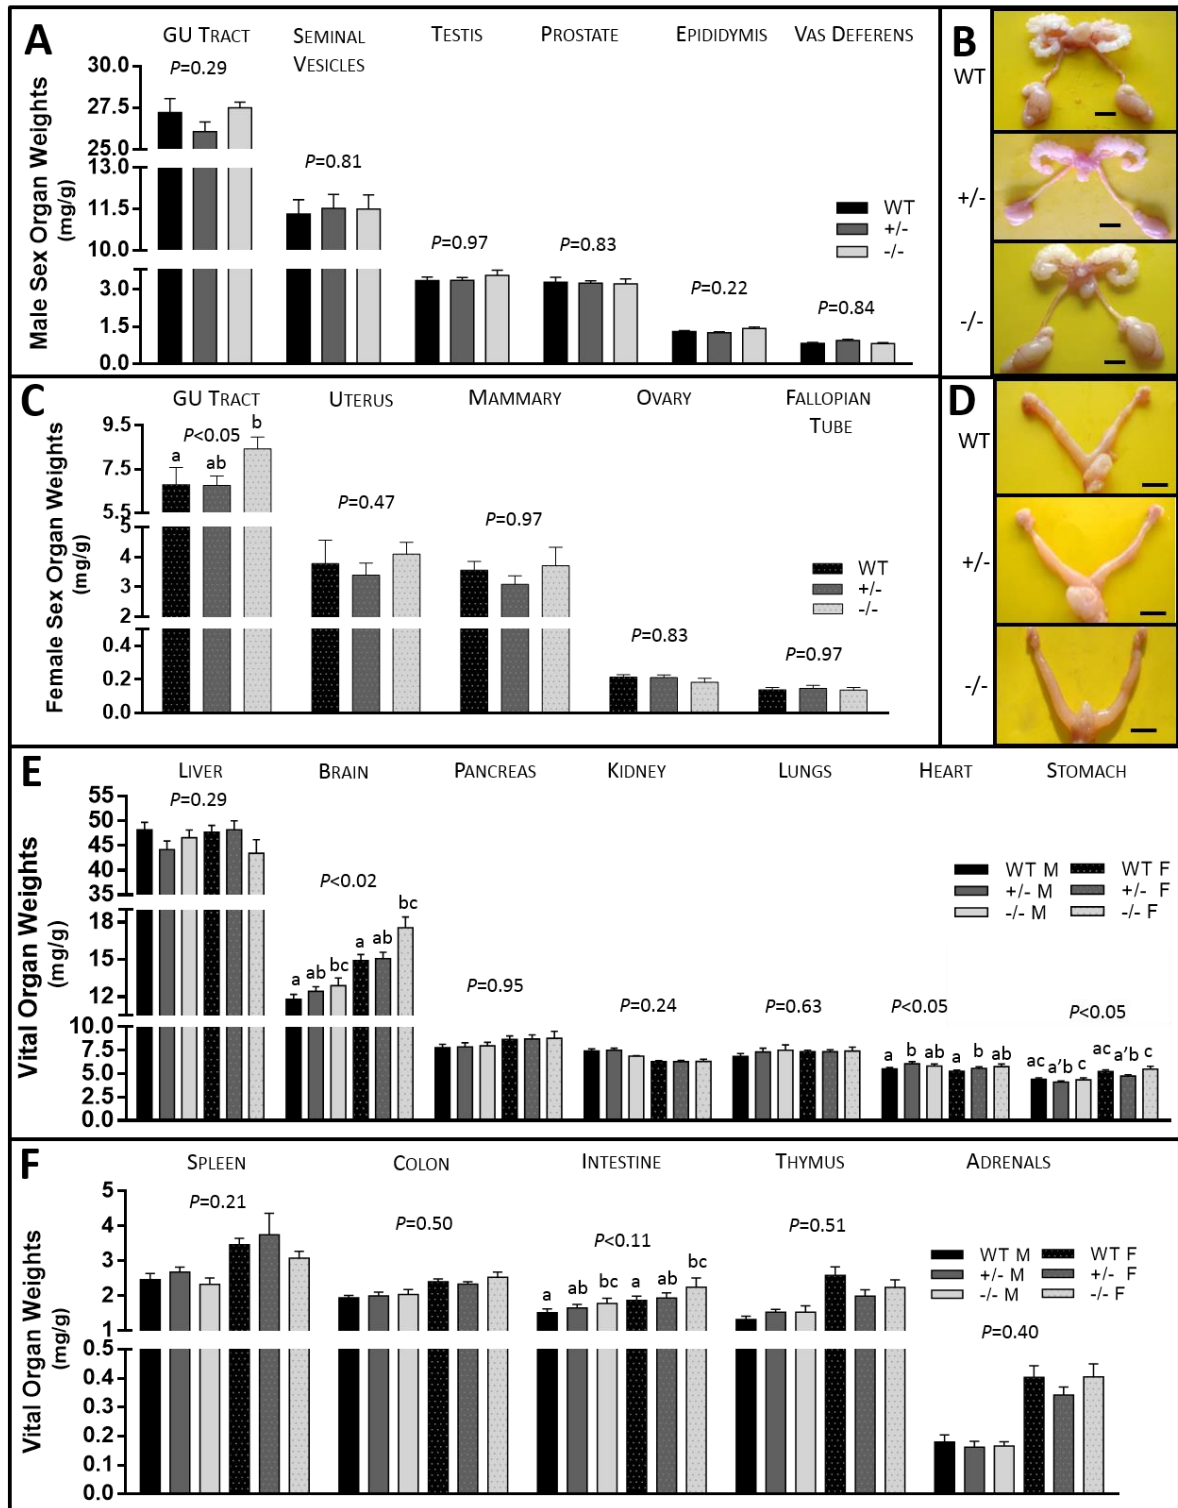 A
GU TRACT
SEMINAL
VESICLES
TESTIS
PROSTATE
EPIDIDYMIS
VAS DEFERENS
P=0.29
P=0.81
P=0.97
P=0.83
P=0.22
P=0.84
Male Sex Organ Weights
(mg/g)
30.0
27.5
25.0
13.0
11.5
10.0
3.0
1.5
0.0
WT
+/-
-/-
B
WT
+/-
-/-
C
GU TRACT
UTERUS
MAMMARY
OVARY
FALLOPIAN
TUBE
P<0.05
a
ab
b
P=0.47
P=0.97
P=0.83
P=0.97
Female Sex Organ Weights
(mg/g)
9.5
7.5
5.5
5
4
3
2
0.4
0.2
0.0
WT
+/-
-/-
D
WT
+/-
-/-
E
LIVER
BRAIN
PANCREAS
KIDNEY
LUNGS
HEART
STOMACH
P=0.29
P<0.02
P=0.95
P=0.24
P=0.63
P<0.05
P<0.05
a ab bc a ab bc
a b ab a b ab
ac a'b c ac a'b c
Vital Organ Weights
(mg/g)
55
50
45
40
35
18
15
12
10.0
7.5
5.0
2.5
0.0
WT M WT F
+/- M +/- F
-/- M -/- F
F
SPLEEN
COLON
INTESTINE
THYMUS
ADRENALS
P=0.21
P=0.50
P<0.11
P=0.51
P=0.40
a ab bc a ab bc
Vital Organ Weights
(mg/g)
5
4
3
2
1
0.5
0.4
0.3
0.2
0.1
0.0
WT M WT F
+/- M +/- F
-/- M -/- F